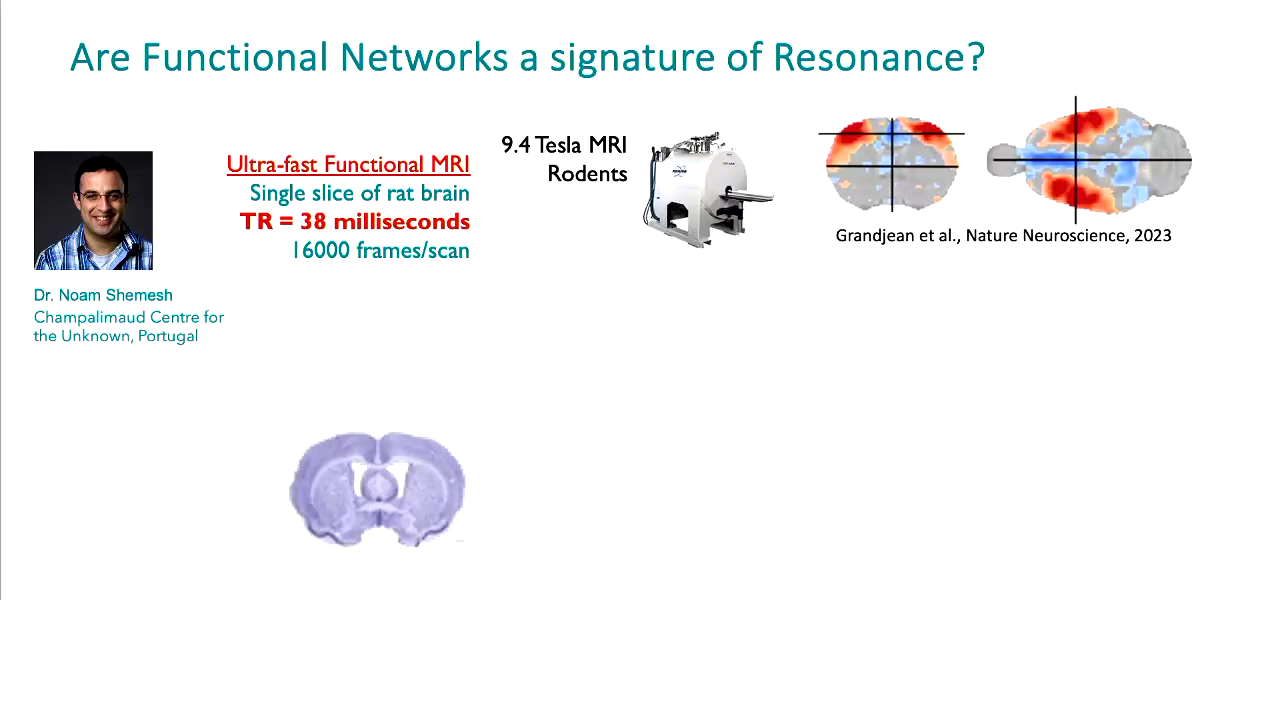 Are Functional Networks a signature of Resonance?
Ultra-fast Functional MRI
Single slice of rat brain
TR = 38 milliseconds
16000 frames/scan
9.4 Tesla MRI
Rodents
Grandjean et al., Nature Neuroscience, 2023
Dr. Noam Shemesh
Champalimaud Centre for
the Unknown, Portugal